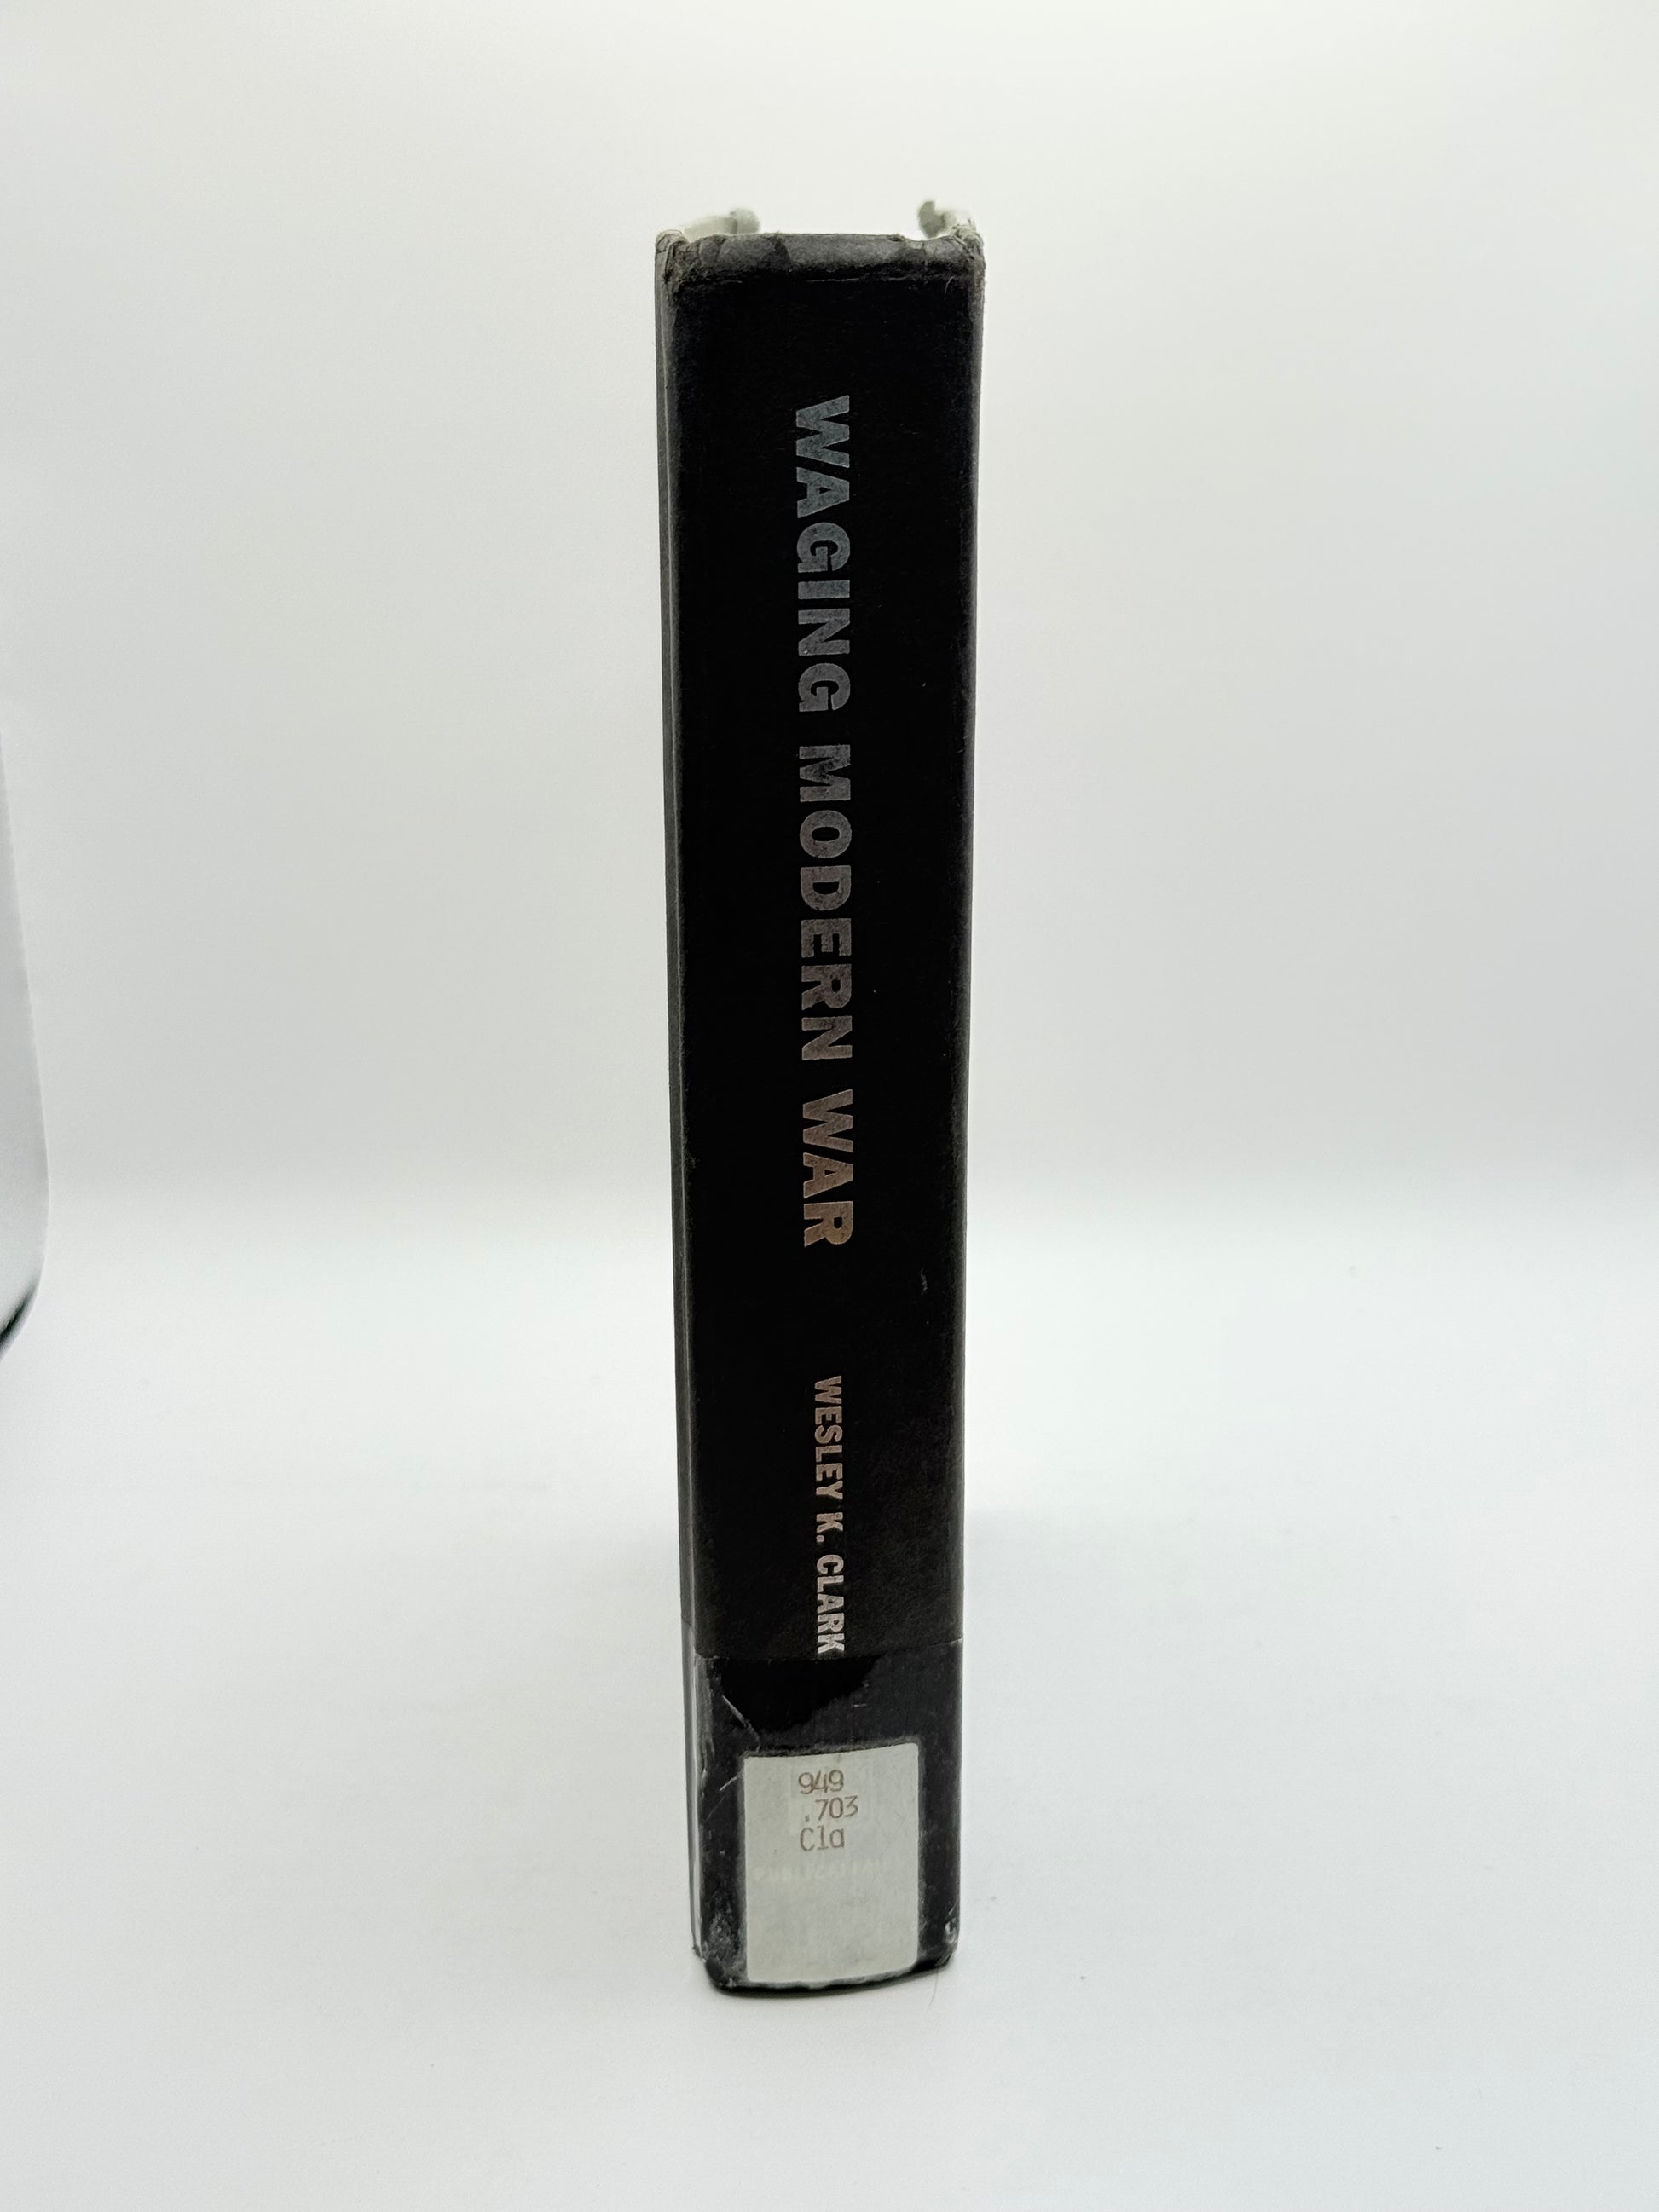 WAGING MODERN WAR
WESLEY K. CLARK
949
.703
Cla